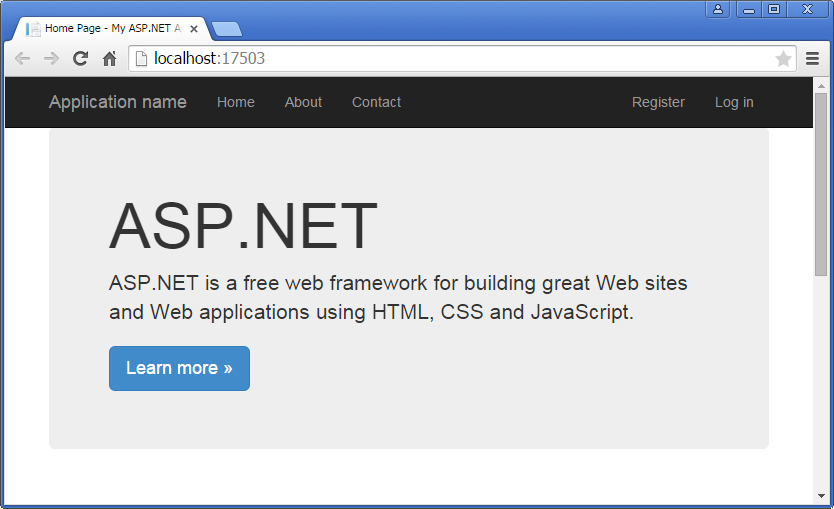 Home Page - My ASP.NET A
localhost:17503
Application name Home About Contact Register Log in
ASP.NET
ASP.NET is a free web framework for building great Web sites
and Web applications using HTML, CSS and JavaScript.
Learn more »